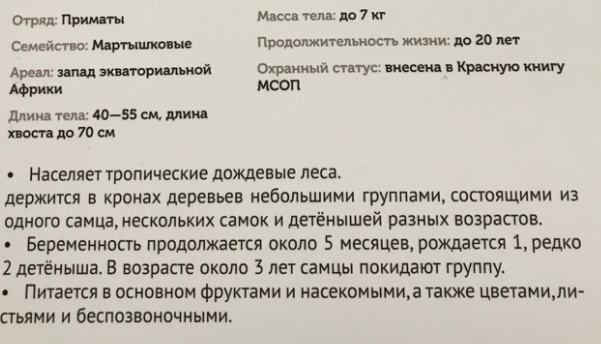 Отряд: Приматы
Семейство: Мартышковые
Ареал: запад экваториальной
Африки
Длина тела: 40—55 см, длина
хвоста до 70 см
Масса тела: до 7 кг
Продолжительность жизни: до 20 лет
Охранный статус: внесена в Красную книгу
МСОП
• Населяет тропические дождевые леса.
держится в кронах деревьев небольшими группами, состоящими из
одного самца, нескольких самок и детёнышей разных возрастов.
• Беременность продолжается около 5 месяцев, рождается 1, редко
2 детёныша. В возрасте около 3 лет самцы покидают группу.
• Питается в основном фруктами и насекомыми, а также цветами, ли-
стьями и беспозвоночными.